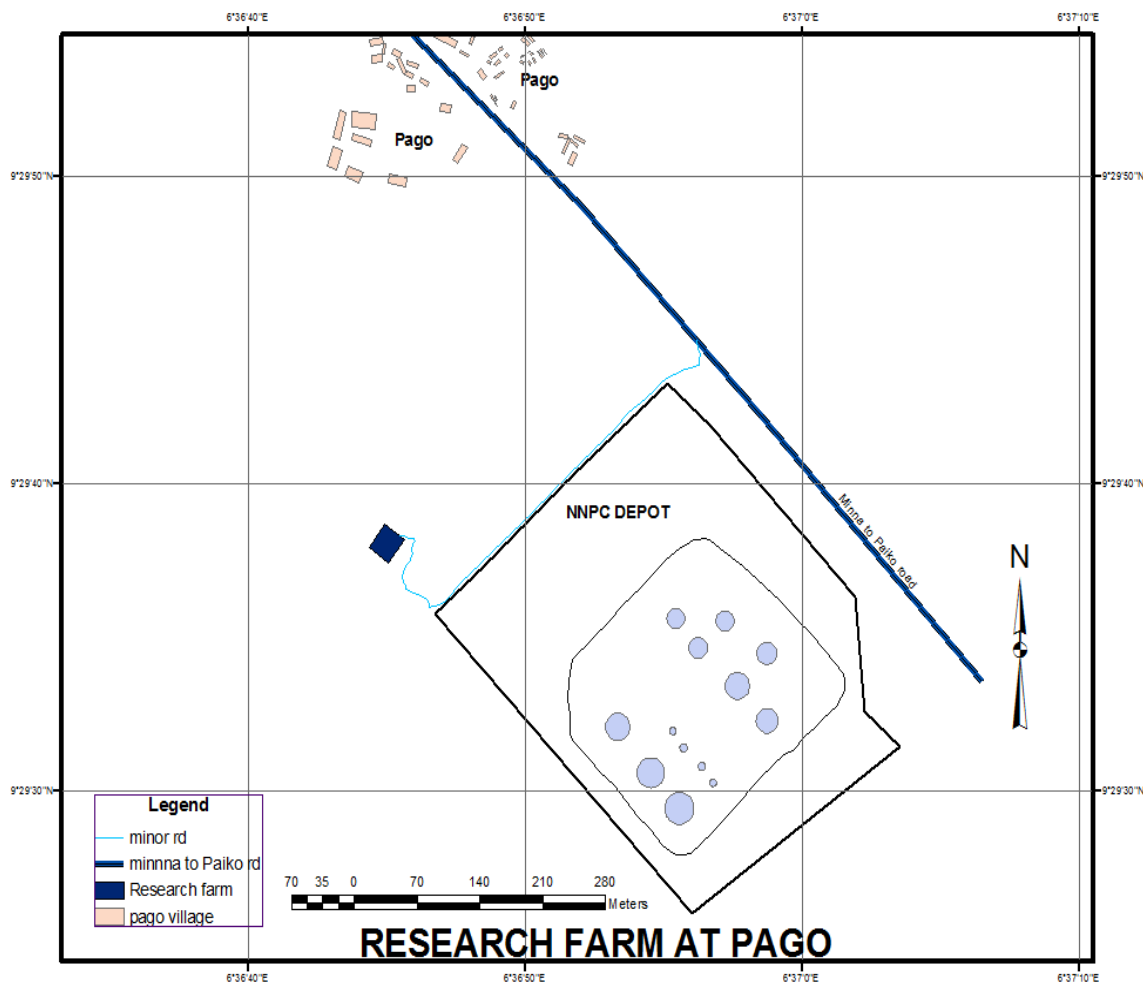 6°36'40"E 6°36'50"E 6°37'0"E 6°37'10"E
Pago
Pago
9°29'50"N 9°29'50"N
9°29'40"N 9°29'40"N
NNPC DEPOT
Minna to Paiko road
N
9°29'30"N 9°29'30"N
Legend
minor rd
minnna to Paiko rd
Research farm
pago village
70 35 0 70 140 210 280
Meters
RESEARCH FARM AT PAGO
6°36'40"E 6°36'50"E 6°37'0"E 6°37'10"E